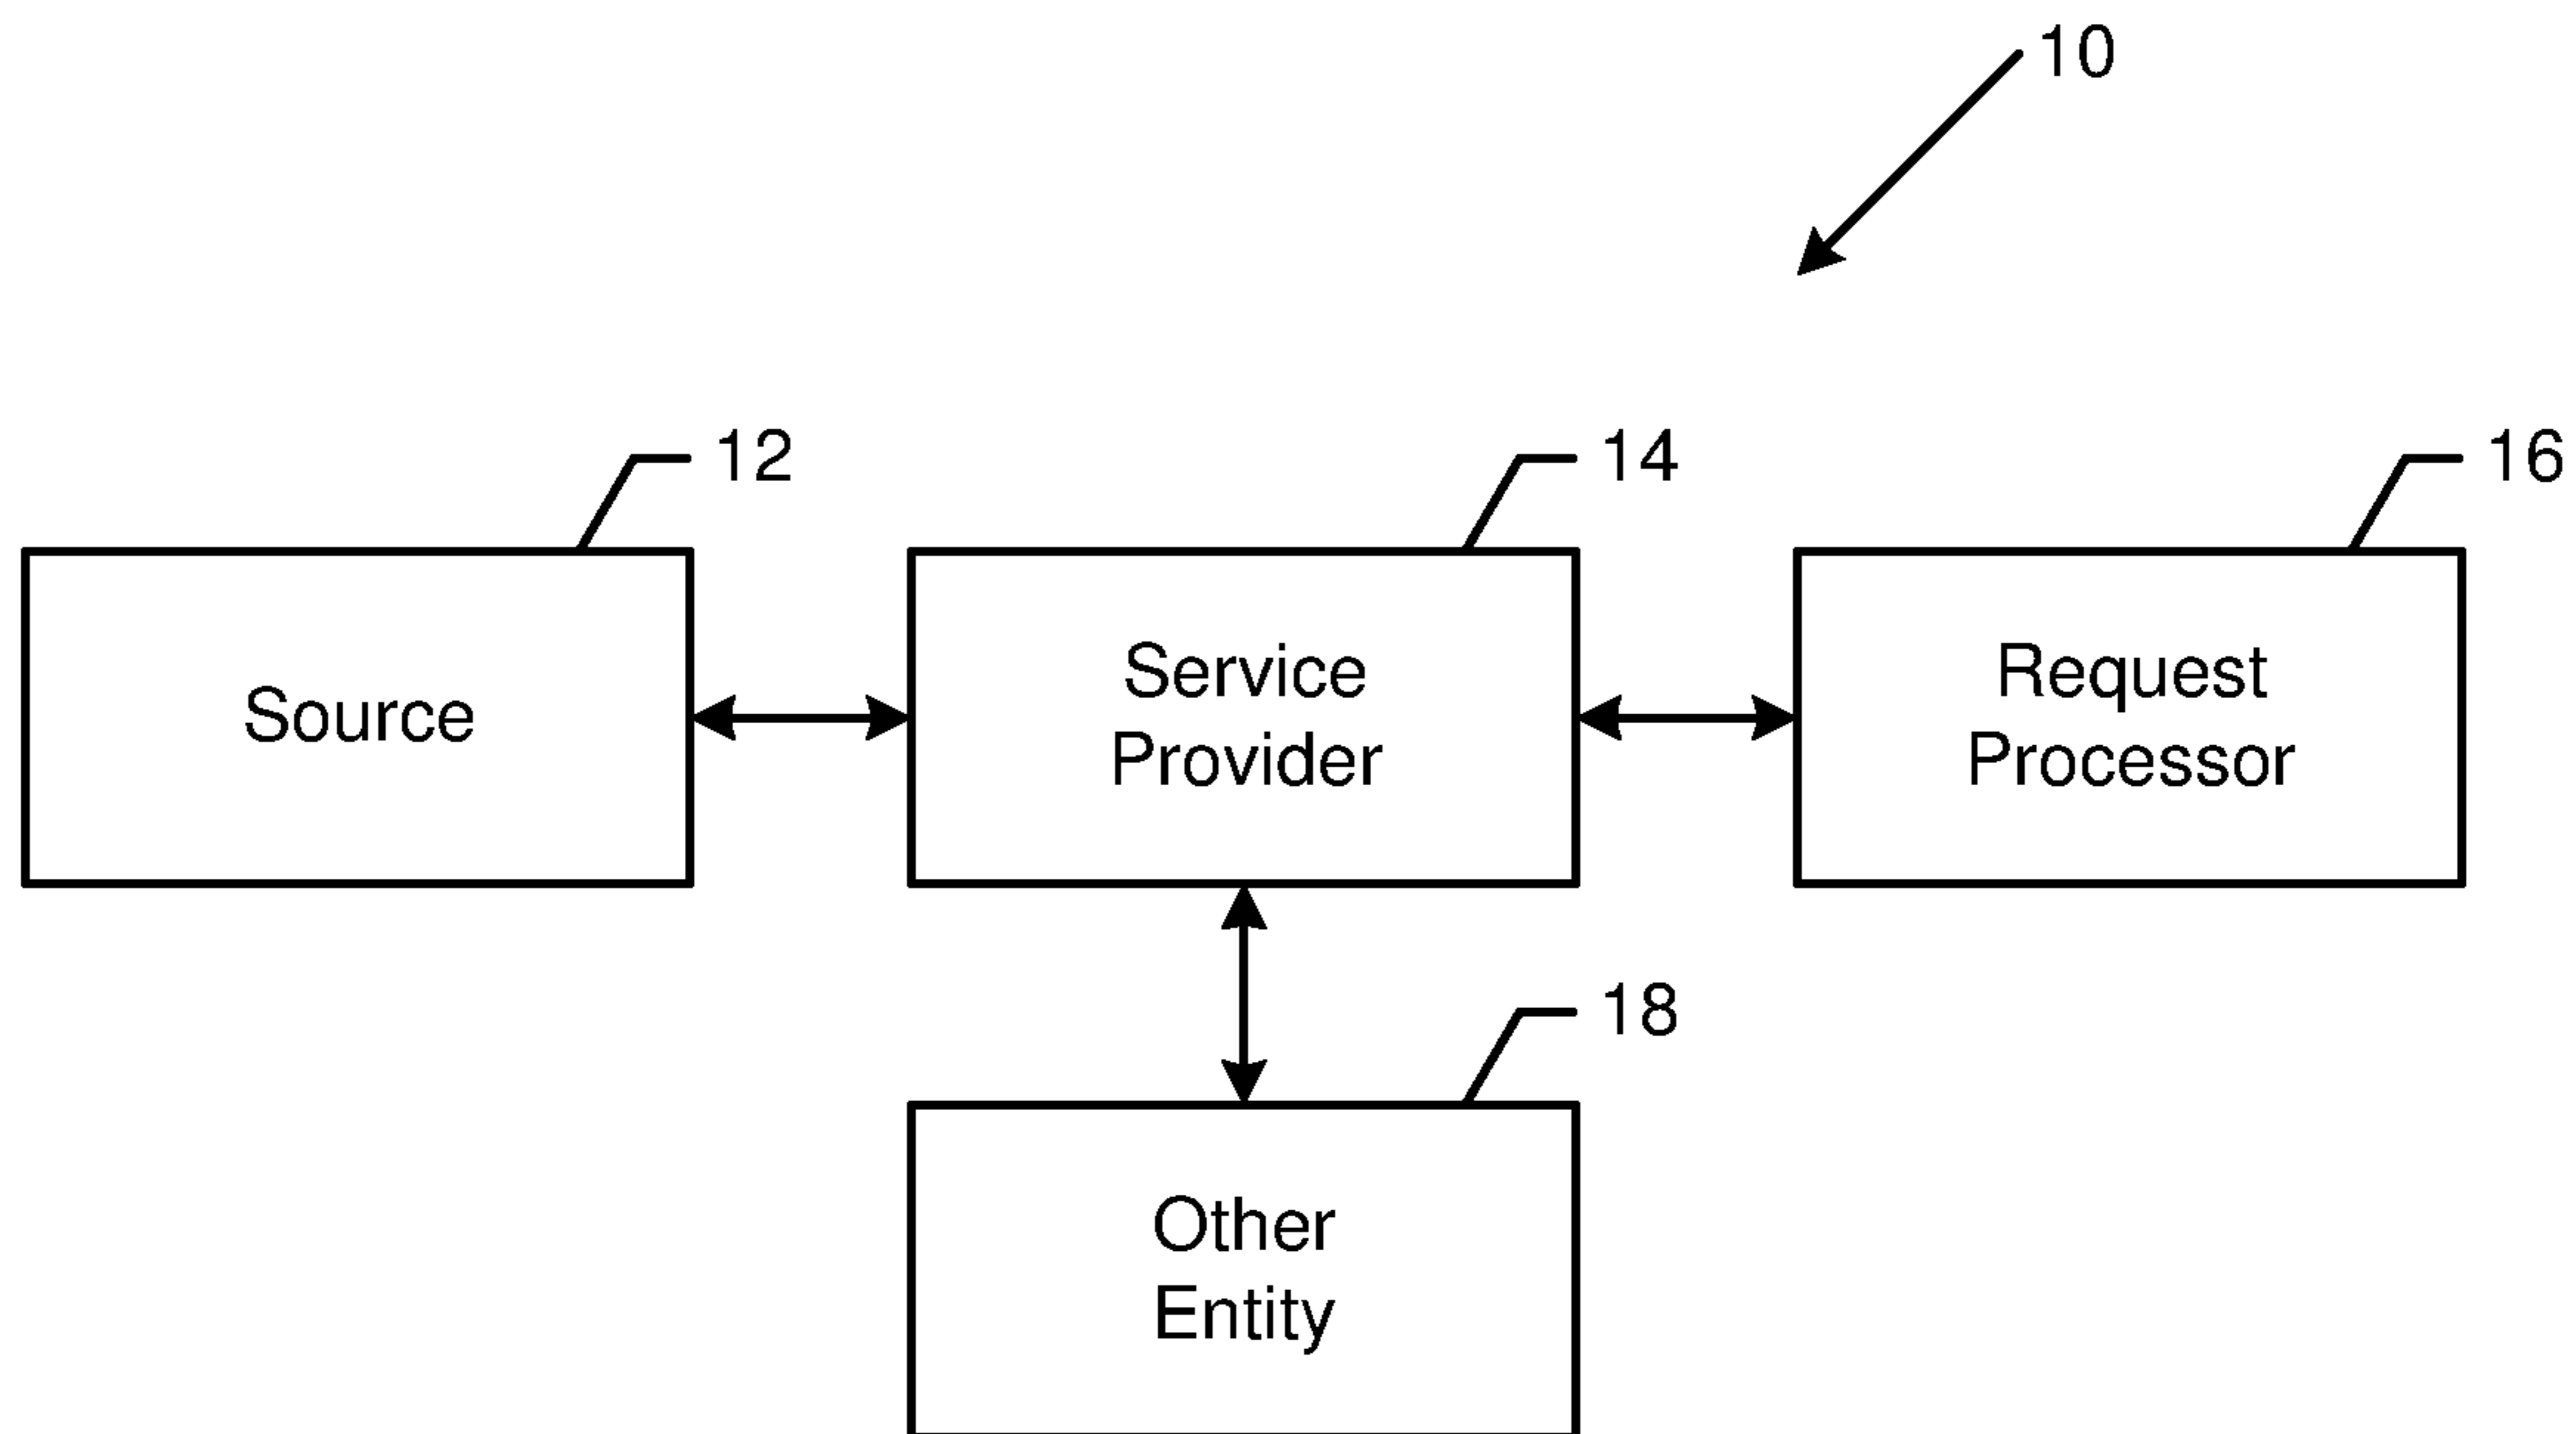 10
12
14
16
Source
Service
Provider
Request
Processor
18
Other
Entity